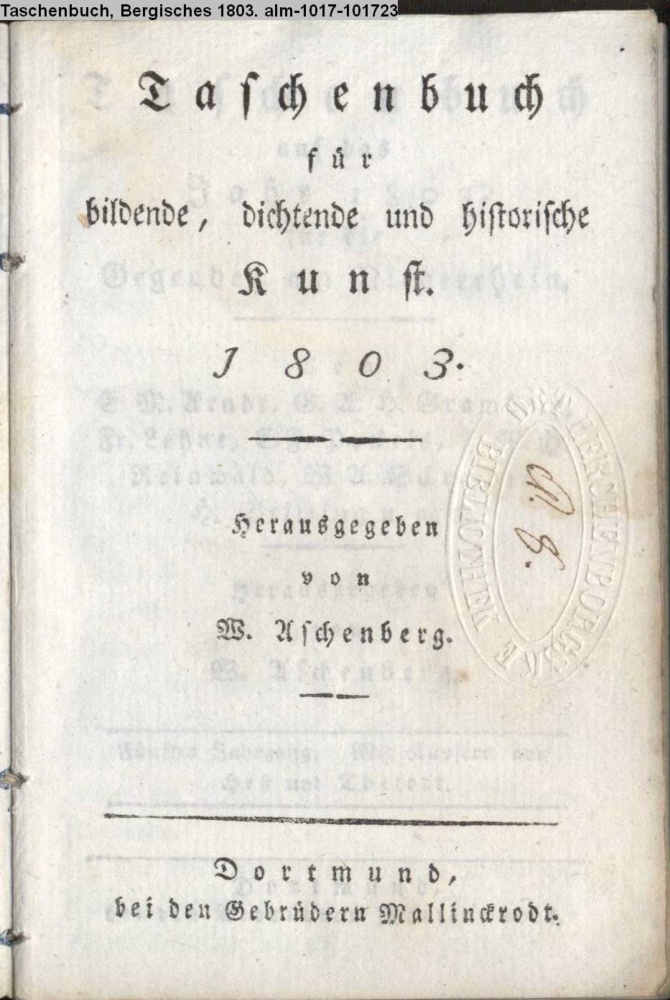 Taschenbuch, Bergisches 1803. alm-1017-101723
Taschenbuch
für
bildende, dichtende und historische
Kunst.
1803.
Herausgegeben
von
W. Aschenberg.
Dortmund,
bei den Gebrüdern Mallinckrodt.